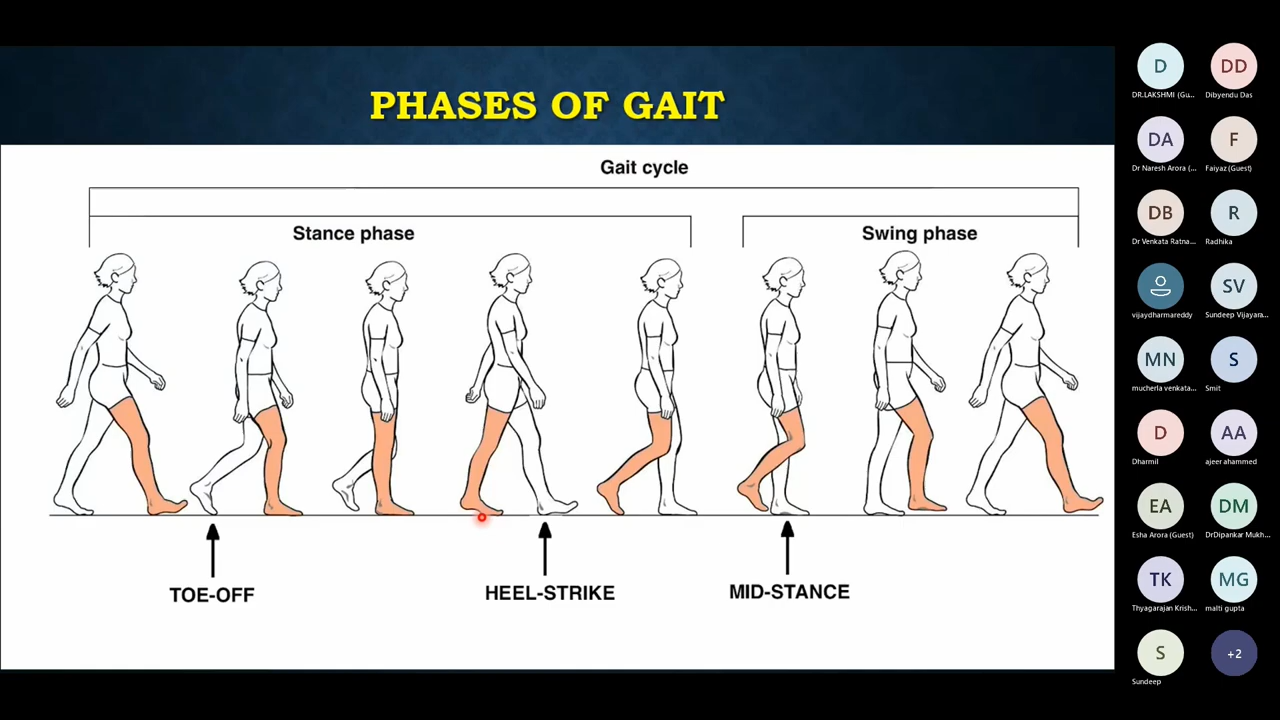 PHASES OF GAIT
Gait cycle
Stance phase
Swing phase
TOE-OFF
HEEL-STRIKE
MID-STANCE
D
DD
DR.LAKSHMI (Gu...
Dibyendu Das
DA
F
Dr Naresh Arora (...
Faiyaz (Guest)
DB
R
Dr Venkata Ratna...
Radhika
SV
vijaydharmareddy
Sundeep Vijayara...
MN
S
mucherla venkata...
Smit
D
AA
Dharmil
ajeer ahammed
EA
DM
Esha Arora (Guest)
DrDipankar Mukh...
TK
MG
Thyagarajan Krish...
malti gupta
S
+2
Sundeep